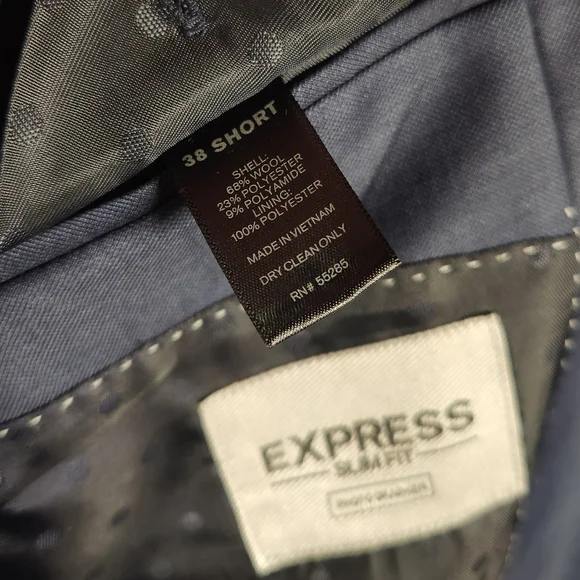 38 SHORT
SHELL:
68% WOOL
23% POLYESTER
9% POLYAMIDE
LINING:
100% POLYESTER
MADE IN VIETNAM
DRY CLEAN ONLY
RN# 55285
EXPRESS
SLIM FIT